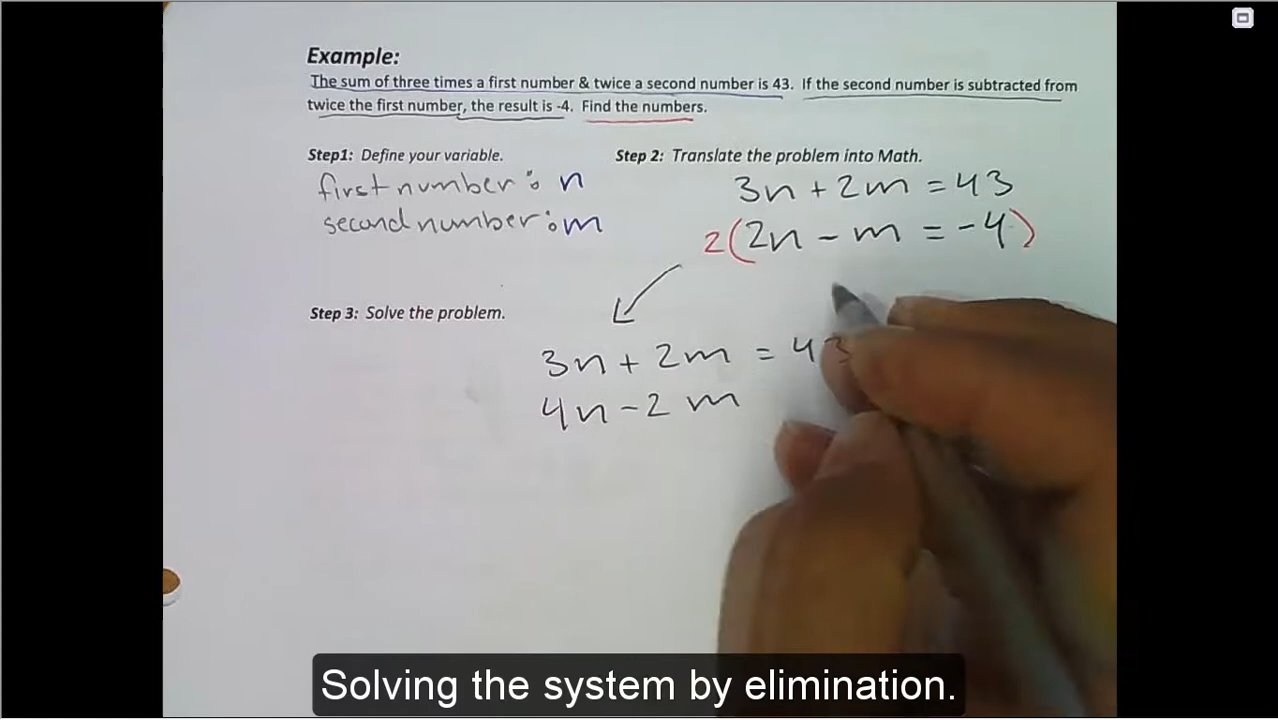 Example:
The sum of three times a first number & twice a second number is 43. If the second number is subtracted from
twice the first number, the result is -4. Find the numbers.
Step1: Define your variable.
first number: n
second number: m
Step 2: Translate the problem into Math.
3n + 2m = 43
2(2n - m = -4)
Step 3: Solve the problem.
3n + 2m = 43
4n - 2m
Solving the system by elimination.